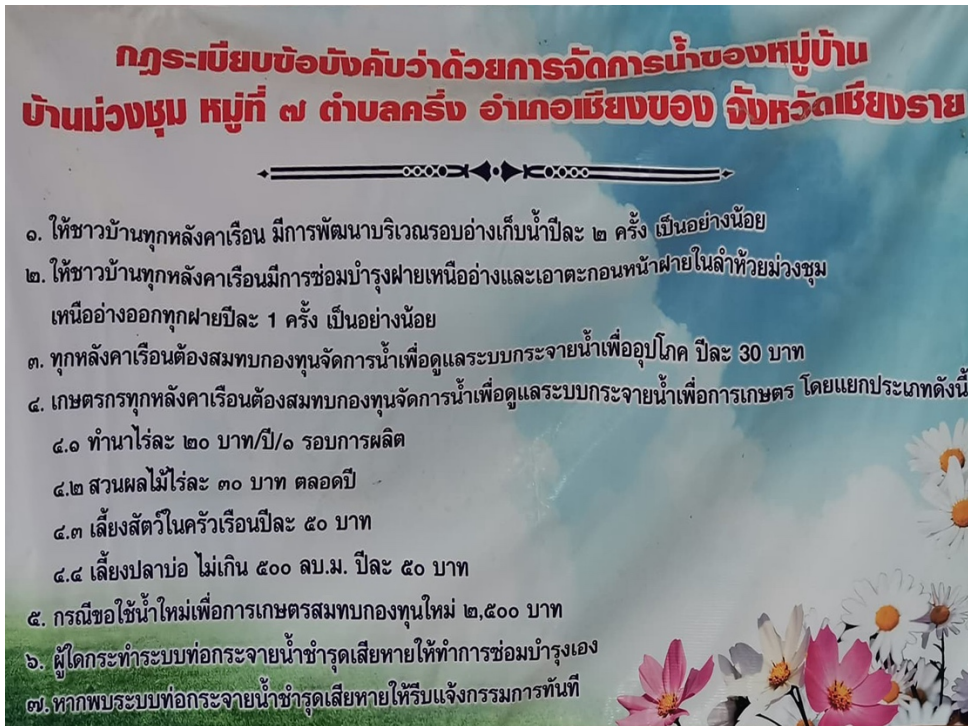 กฎระเบียบข้อบังคับว่าด้วยการจัดการน้ำของหมู่บ้าน
บ้านม่วงชุม หมู่ที่ ๗ ตำบลครึ่ง อำเภอเชียงของ จังหวัดเชียงราย
๑. ให้ชาวบ้านทุกหลังคาเรือน มีการพัฒนาบริเวณรอบอ่างเก็บน้ำปีละ ๒ ครั้ง เป็นอย่างน้อย
๒. ให้ชาวบ้านทุกหลังคาเรือนมีการซ่อมบำรุงฝายเหนืออ่างและเอาตะกอนหน้าฝายในลำห้วยม่วงชุม
เหนืออ่างออกทุกฝายปีละ 1 ครั้ง เป็นอย่างน้อย
๓. ทุกหลังคาเรือนต้องสมทบกองทุนจัดการน้ำเพื่อดูแลระบบกระจายน้ำเพื่ออุปโภค ปีละ 30 บาท
๔. เกษตรกรทุกหลังคาเรือนต้องสมทบกองทุนจัดการน้ำเพื่อดูแลระบบกระจายน้ำเพื่อการเกษตร โดยแยกประเภทดังนี้
๔.๑ ทำนาไร่ละ ๒๐ บาท/ปี/๑ รอบการผลิต
๔.๒ สวนผลไม้ไร่ละ ๓๐ บาท ตลอดปี
๔.๓ เลี้ยงสัตว์ในครัวเรือนปีละ ๕๐ บาท
๔.๔ เลี้ยงปลาบ่อ ไม่เกิน ๕๐๐ ลบ.ม. ปีละ ๕๐ บาท
๕. กรณีขอใช้น้ำใหม่เพื่อการเกษตรสมทบกองทุนใหม่ ๒,๕๐๐ บาท
๖. ผู้ใดกระทำระบบท่อกระจายน้ำชำรุดเสียหายให้ทำการซ่อมบำรุงเอง
๗. หากพบระบบท่อกระจายน้ำชำรุดเสียหายให้รีบแจ้งกรรมการทันที